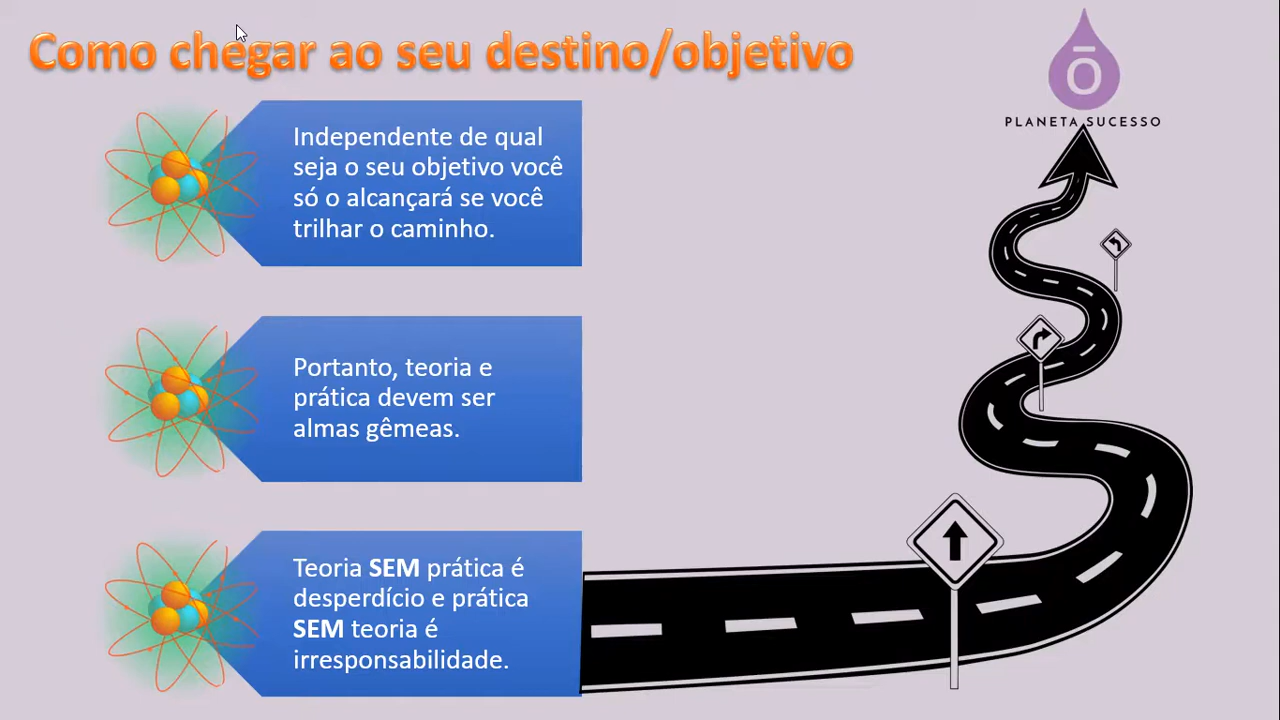 Como chegar ao seu destino/objetivo
ō
PLANETA SUCESSO
Independente de qual
seja o seu objetivo você
só o alcançará se você
trilhar o caminho.
Portanto, teoria e
prática devem ser
almas gêmeas.
Teoria SEM prática é
desperdício e prática
SEM teoria é
irresponsabilidade.